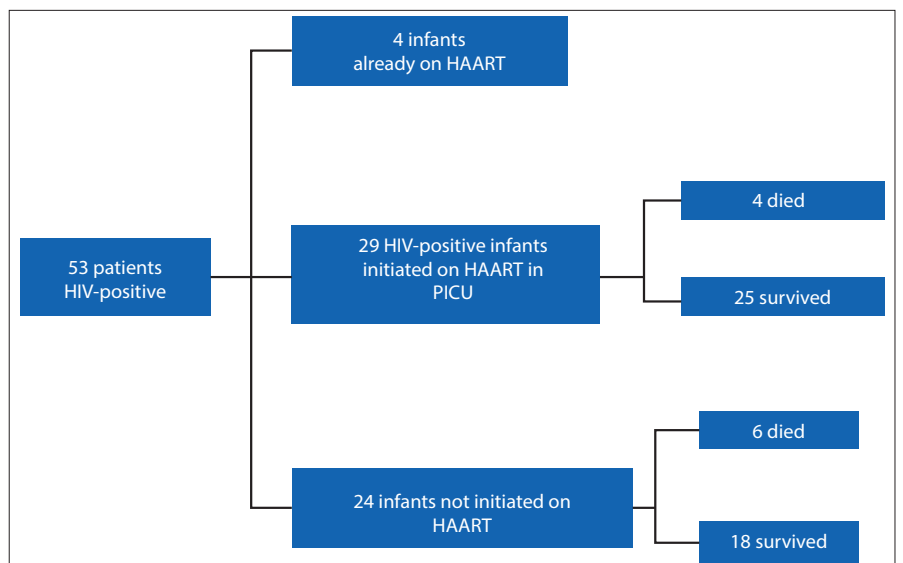 4 infants
already on HAART
53 patients
HIV-positive
29 HIV-positive infants
initiated on HAART in
PICU
4 died
25 survived
24 infants not initiated on
HAART
6 died
18 survived